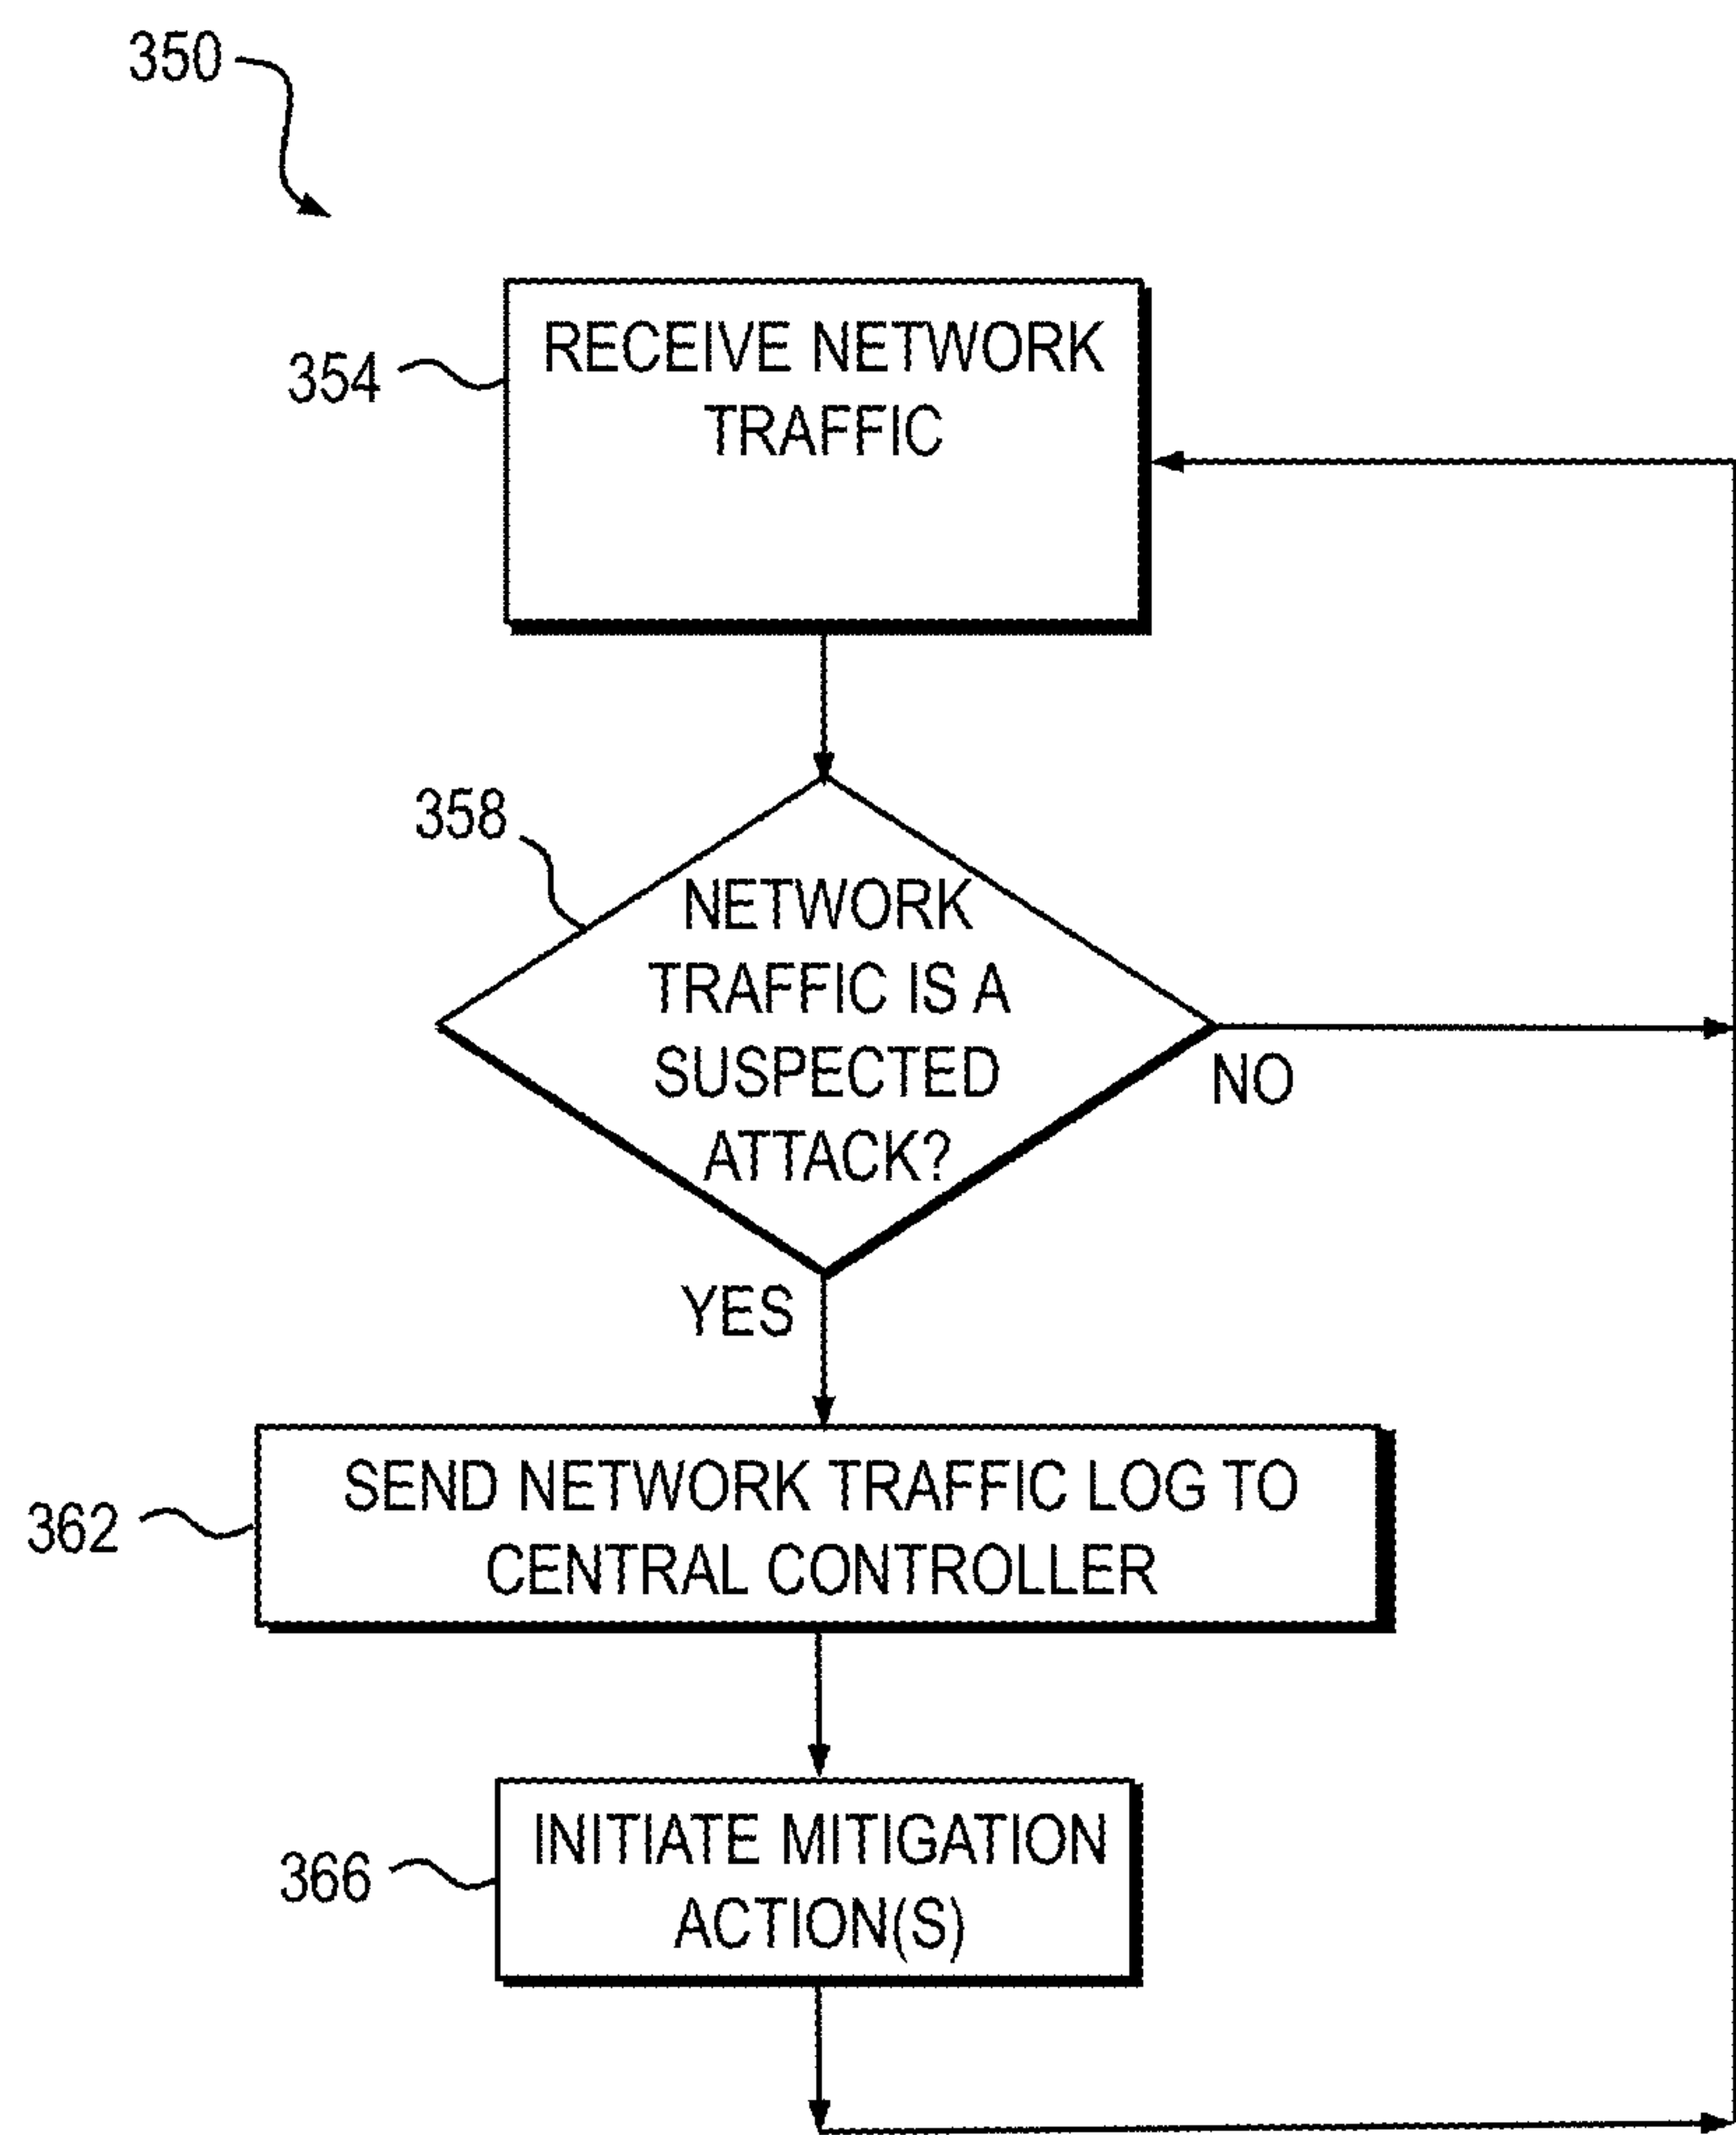 350
354
RECEIVE NETWORK
TRAFFIC
358
NETWORK
TRAFFIC IS A
SUSPECTED
ATTACK?
NO
YES
362
SEND NETWORK TRAFFIC LOG TO
CENTRAL CONTROLLER
366
INITIATE MITIGATION
ACTION(S)